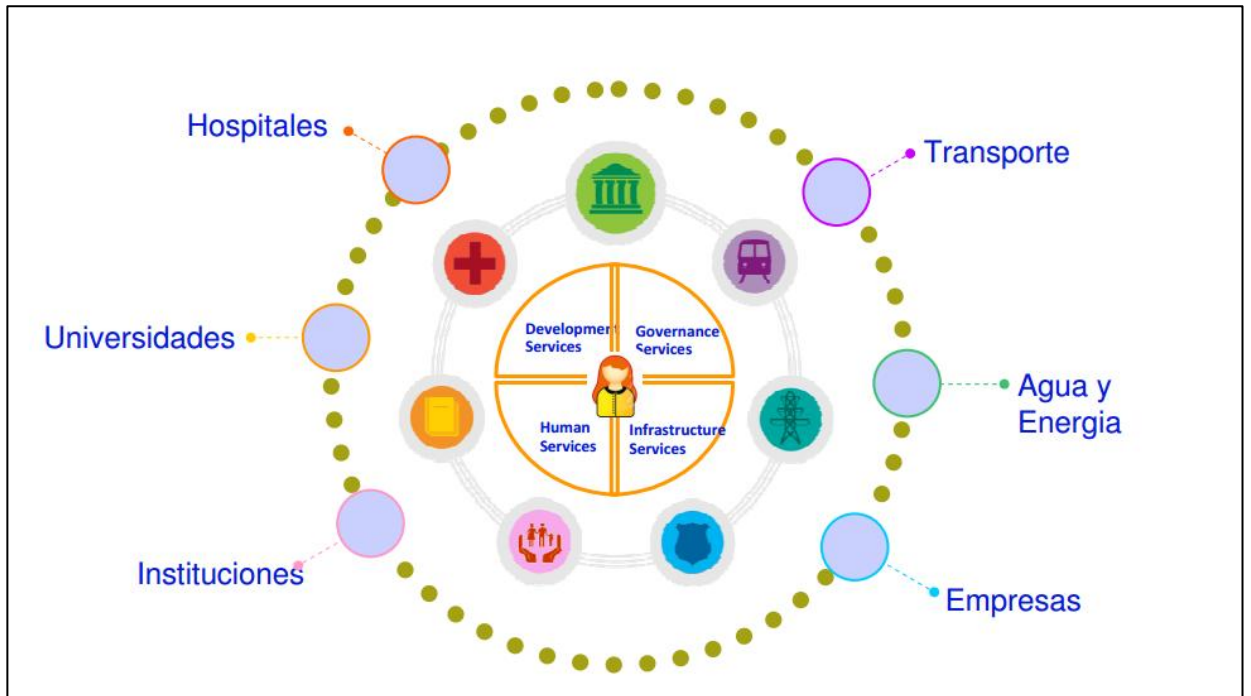 Hospitales
Transporte
Universidades
Development
Services
Governance
Services
Agua y
Energia
Human
Services
Infrastructure
Services
Instituciones
Empresas